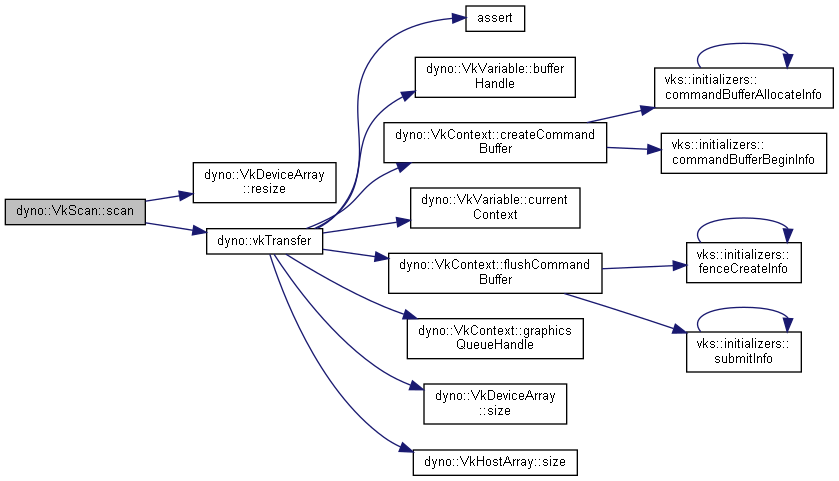 dyno::VkScan::scan
dyno::VkDeviceArray
::resize
dyno::vkTransfer
assert
dyno::VkVariable::buffer
Handle
dyno::VkContext::createCommand
Buffer
dyno::VkVariable::current
Context
dyno::VkContext::flushCommand
Buffer
dyno::VkContext::graphics
QueueHandle
dyno::VkDeviceArray
::size
dyno::VkHostArray::size
vks::initializers::
commandBufferAllocateInfo
vks::initializers::
commandBufferBeginInfo
vks::initializers::
fenceCreateInfo
vks::initializers::
submitInfo